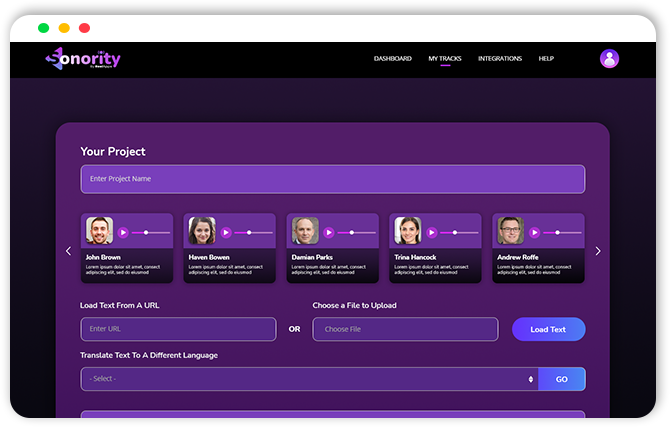 Sonority
DASHBOARD MY TRACKS INTEGRATIONS HELP
Your Project
Enter Project Name
John Brown
Lorem ipsum dolor sit amet, consect
adipiscing elit, sed do eiusmod
Haven Bowen
Lorem ipsum dolor sit amet, consect
adipiscing elit, sed do eiusmod
Damian Parks
Lorem ipsum dolor sit amet, consect
adipiscing elit, sed do eiusmod
Trina Hancock
Lorem ipsum dolor sit amet, consect
adipiscing elit, sed do eiusmod
Andrew Roffe
Lorem ipsum dolor sit amet, consect
adipiscing elit, sed do eiusmod
Load Text From A URL
Choose a File to Upload
Enter URL
OR
Choose File
Load Text
Translate Text To A Different Language
- Select -
GO